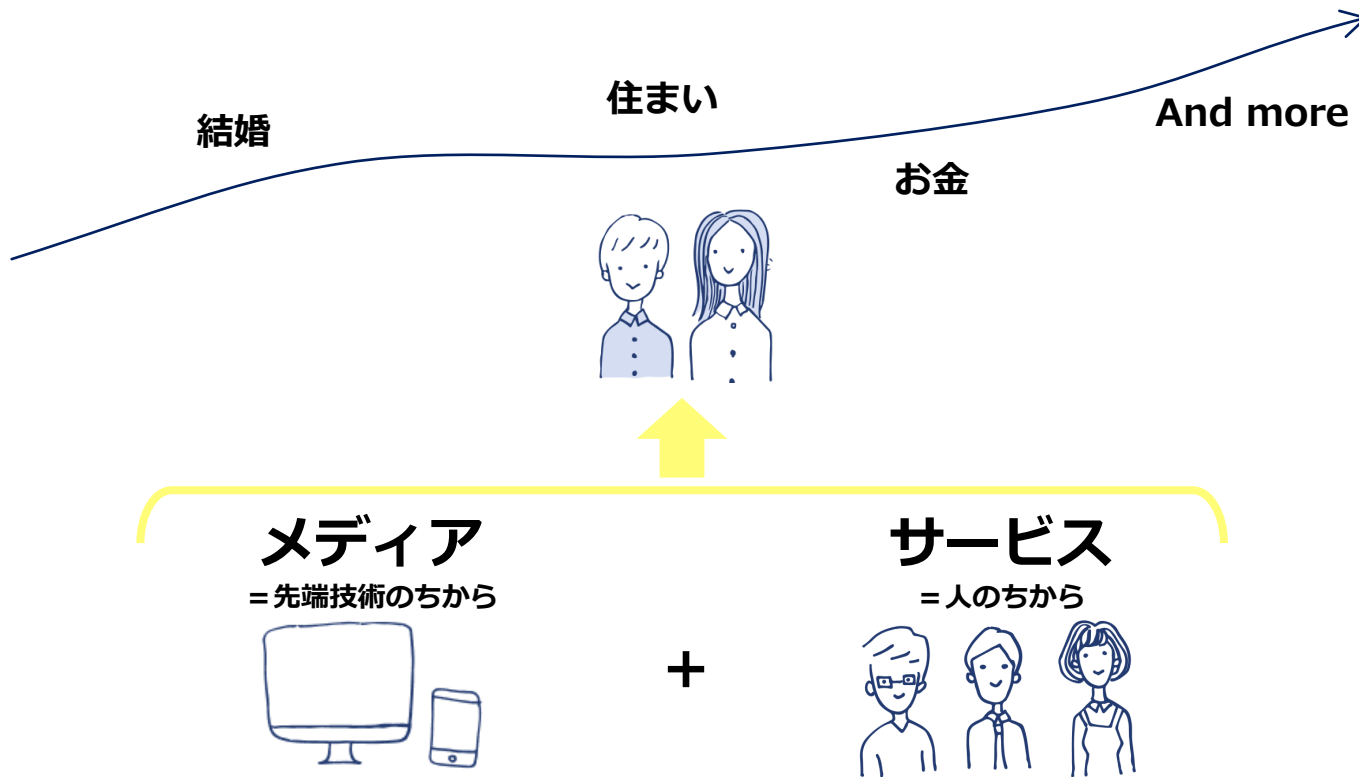 結婚
住まい
お金
And more
メディア
=先端技術のちから
+
サービス
=人のちから